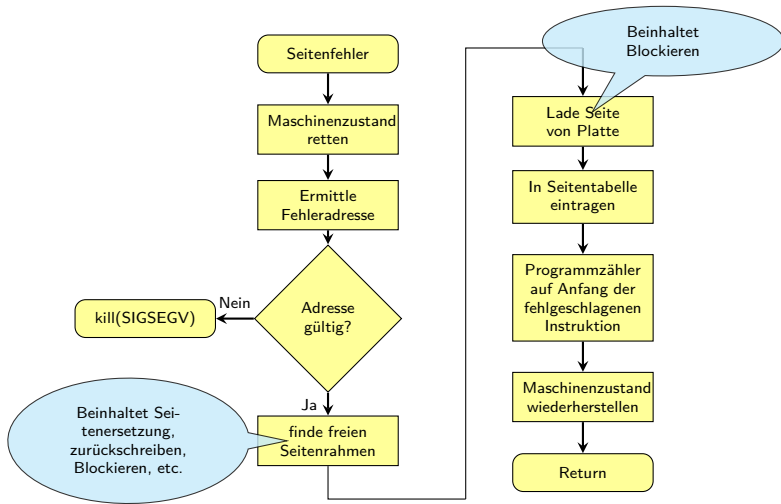 Seitenfehler
Maschinenzustand
retten
Ermittle
Fehleradresse
Adresse
gültig?
Nein
kill(SIGSEGV)
Ja
finde freien
Seitenrahmen
Beinhaltet Sei-
tenersetzung,
zurückschreiben,
Blockieren, etc.
Beinhaltet
Blockieren
Lade Seite
von Platte
In Seitentabelle
eintragen
Programmzähler
auf Anfang der
fehlgeschlagenen
Instruktion
Maschinenzustand
wiederherstellen
Return